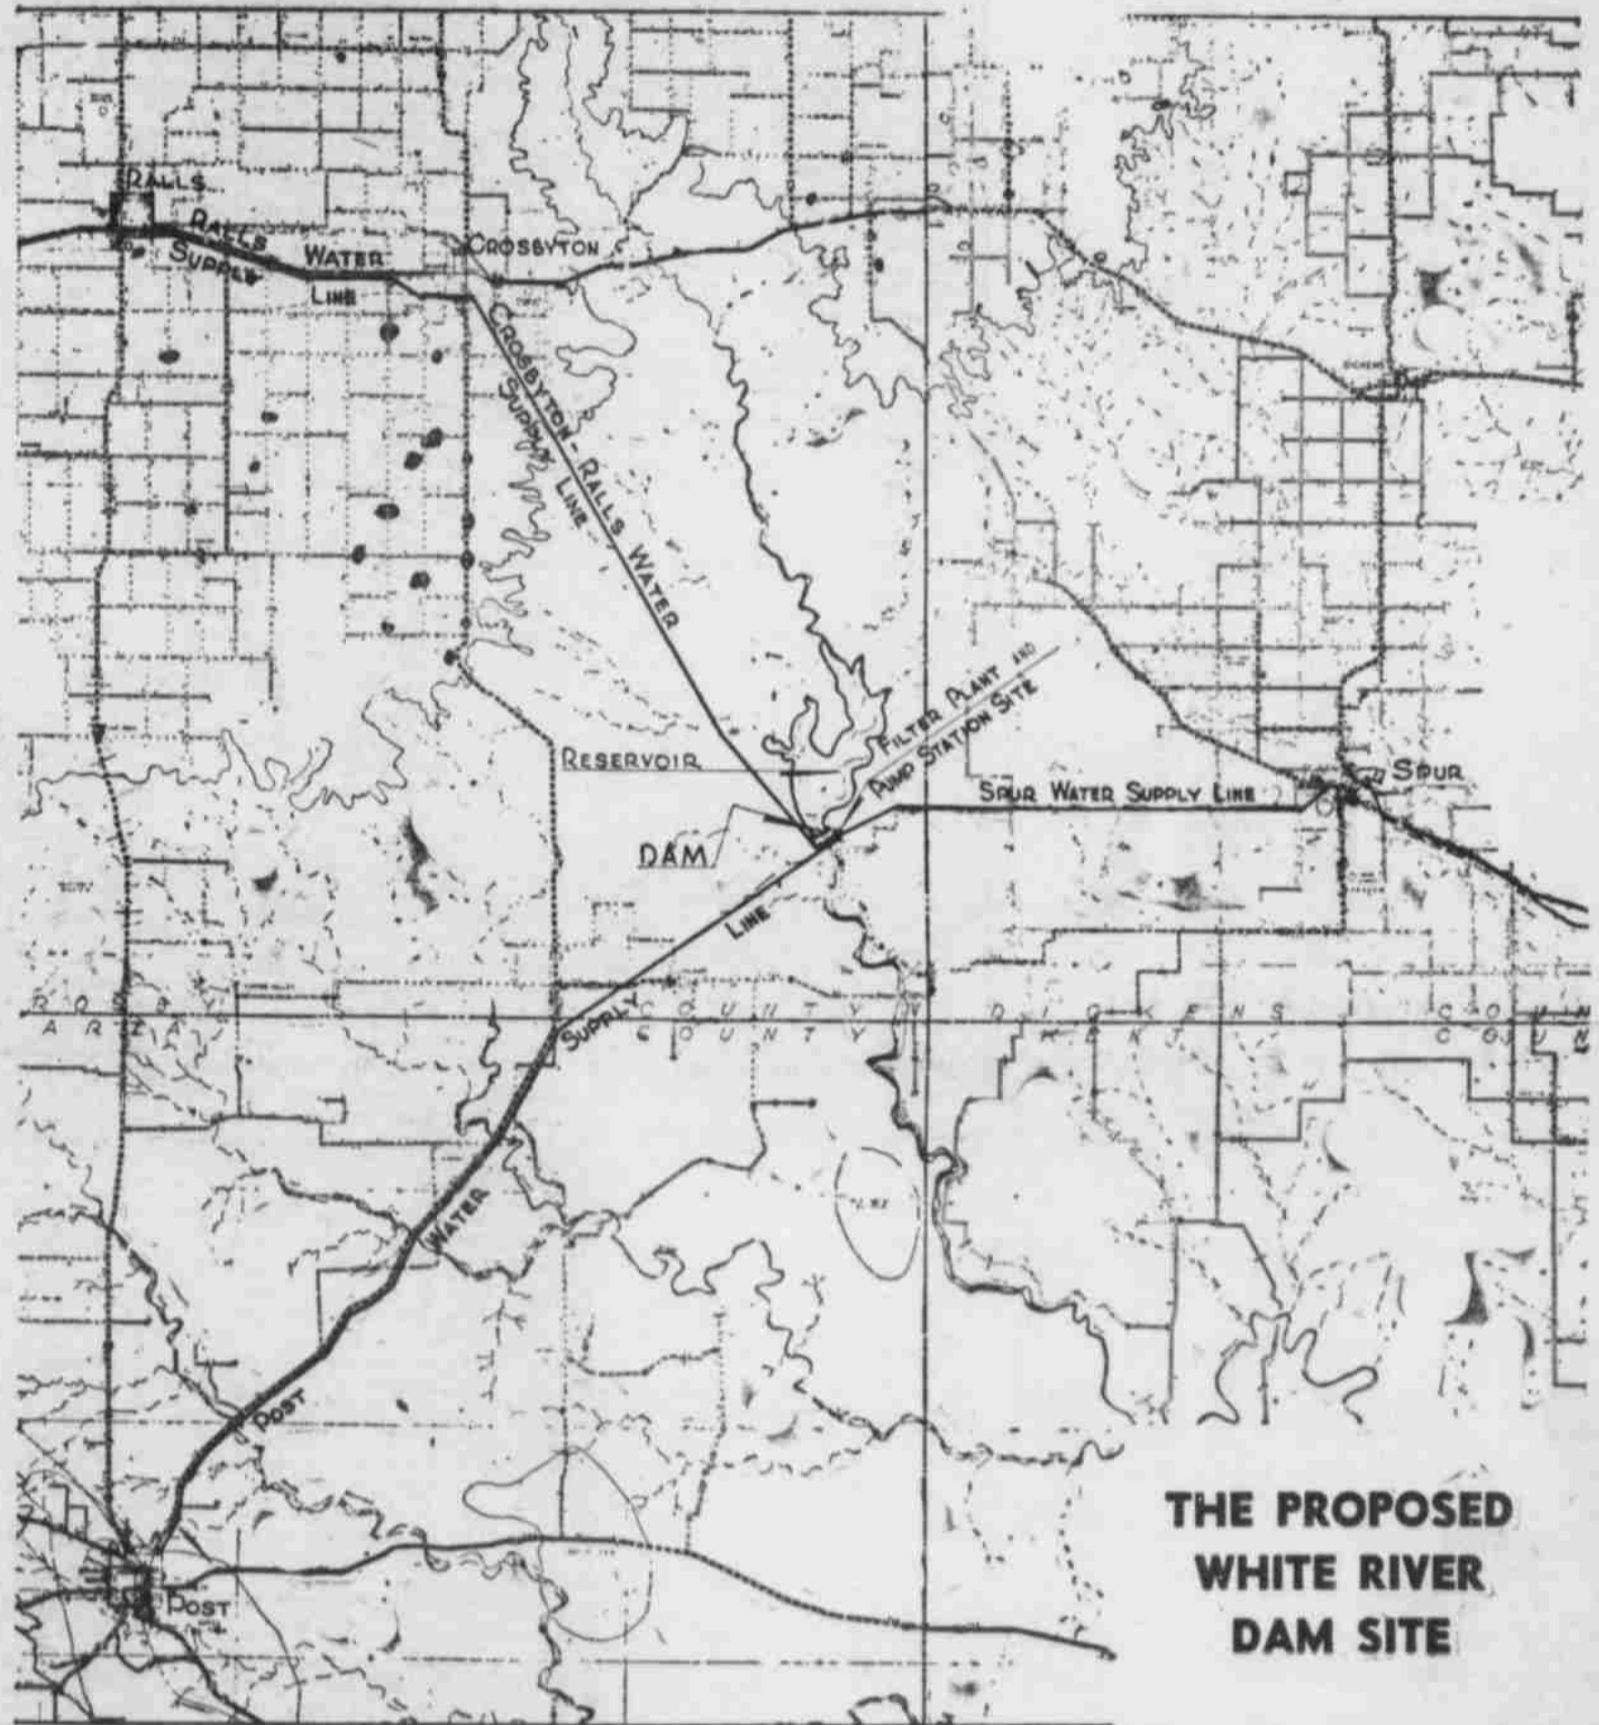 RALLS
RALLS WATER
SUPPLY LINE
CROSBYTON
CROSBYTON - RALLS WATER
SUPPLY LINE
FILTER PLANT AND
PUMP STATION SITE
RESERVOIR
SPUR
SPUR WATER SUPPLY LINE
DAM
POST WATER SUPPLY LINE
COUNTY
DICKENS
COUNTY
POST
THE PROPOSED
WHITE RIVER
DAM SITE